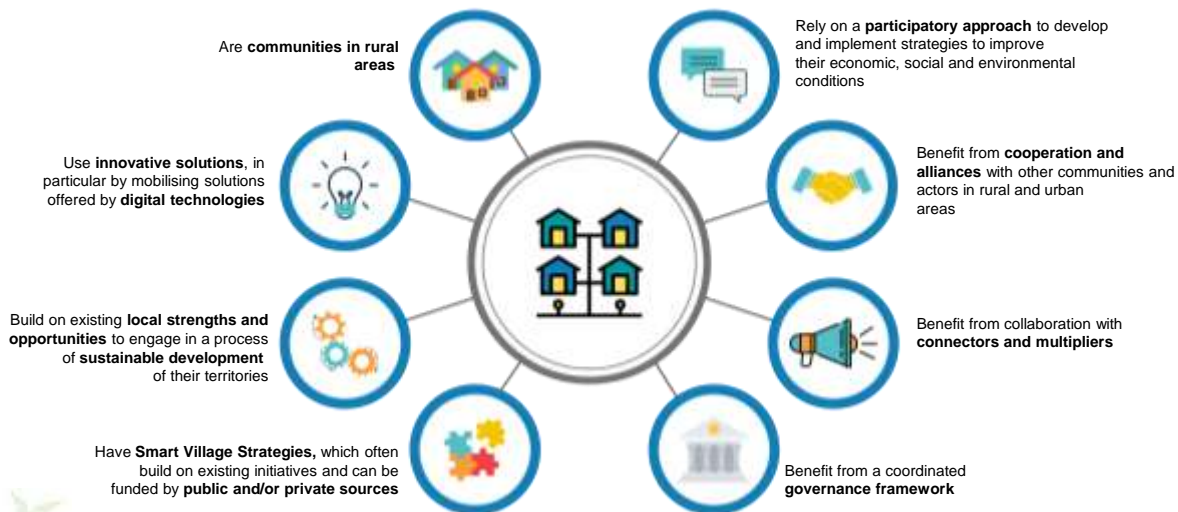 Are communities in rural
areas
Rely on a participatory approach to develop
and implement strategies to improve
their economic, social and environmental
conditions
Use innovative solutions, in
particular by mobilising solutions
offered by digital technologies
Benefit from cooperation and
alliances with other communities and
actors in rural and urban
areas
Build on existing local strengths and
opportunities to engage in a process
of sustainable development
of their territories
Benefit from collaboration with
connectors and multipliers
Have Smart Village Strategies, which often
build on existing initiatives and can be
funded by public and/or private sources
Benefit from a coordinated
governance framework